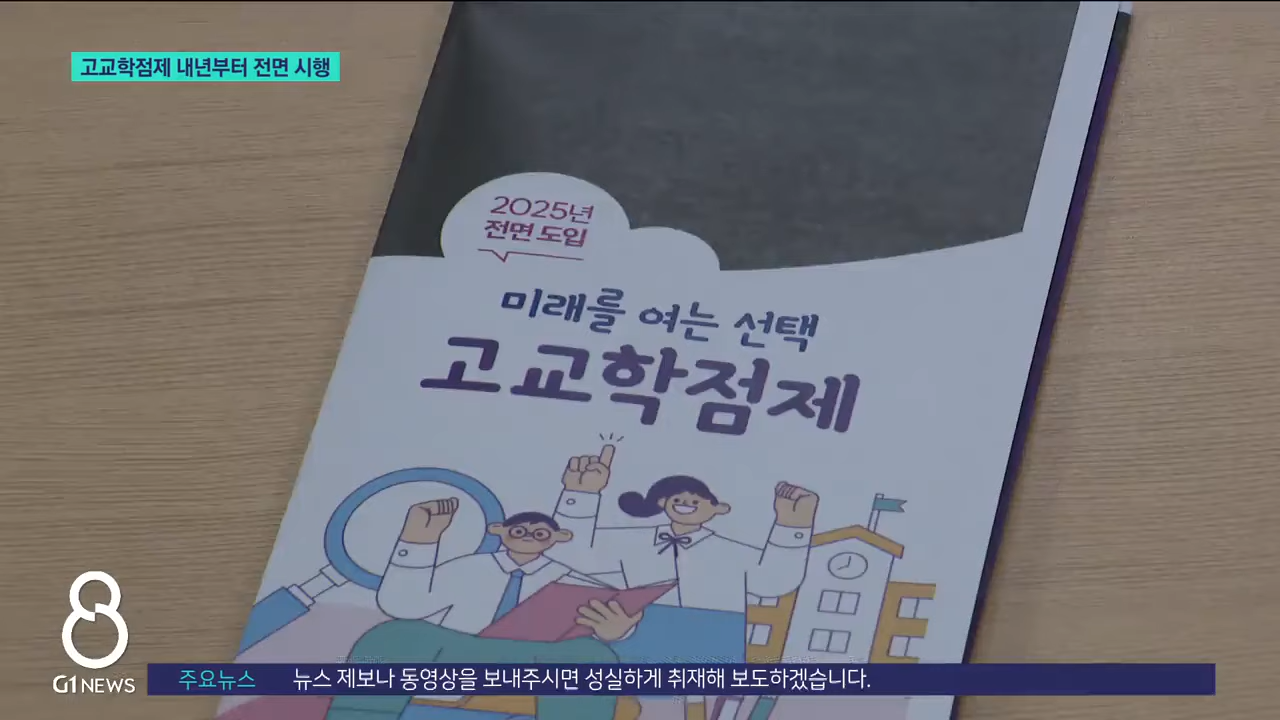 고교학점제 내년부터 전면 시행
2025년
전면 도입
미래를 여는 선택
고교학점제
8
G1 NEWS
주요뉴스 뉴스 제보나 동영상을 보내주시면 성실하게 취재해 보도하겠습니다.